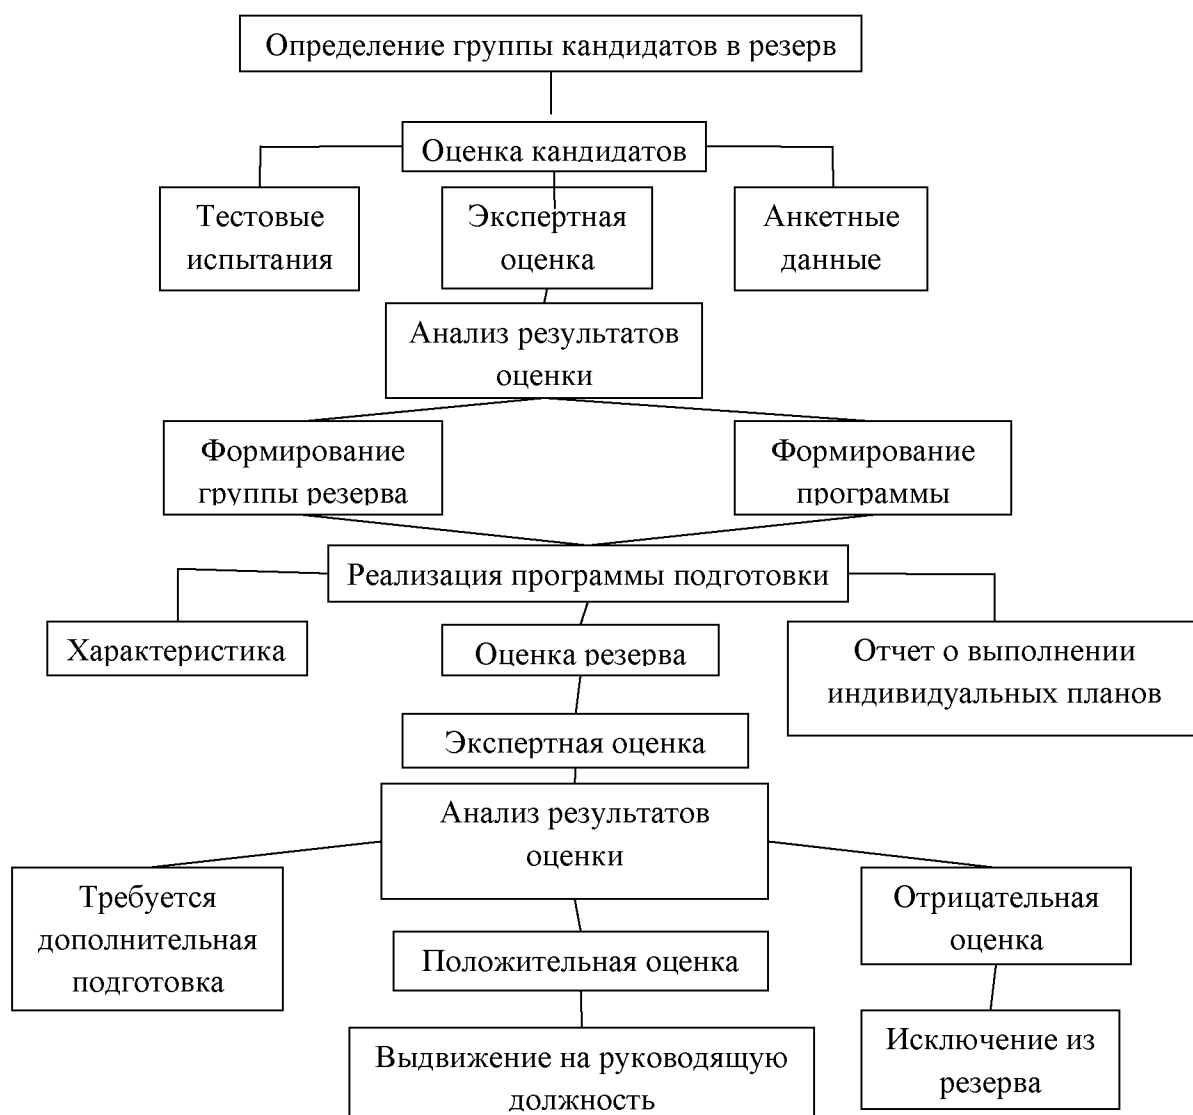 Определение группы кандидатов в резерв
Оценка кандидатов
Тестовые
испытания
Экспертная
оценка
Анкетные
данные
Анализ результатов
оценки
Формирование
группы резерва
Формирование
программы
Реализация программы подготовки
Характеристика
Оценка резерва
Отчет о выполнении
индивидуальных планов
Экспертная оценка
Анализ результатов
оценки
Требуется
дополнительная
подготовка
Положительная оценка
Отрицательная
оценка
Выдвижение на руководящую
должность
Исключение из
резерва